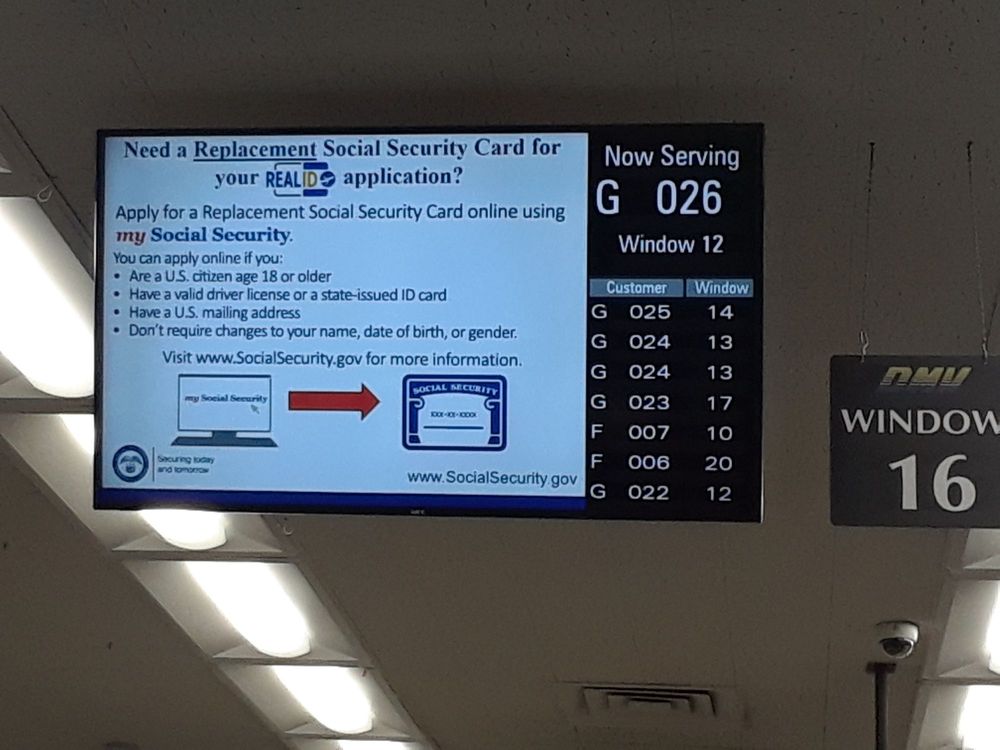 Need a Replacement Social Security Card for
your REAL ID application?
Apply for a Replacement Social Security Card online using
my Social Security.
You can apply online if you:
• Are a U.S. citizen age 18 or older
• Have a valid driver license or a state-issued ID card
• Have a U.S. mailing address
• Don't require changes to your name, date of birth, or gender.
Visit www.SocialSecurity.gov for more information.
my Social Security
SOCIAL SECURITY
XXX-XX-XXXX
Securing today
and tomorrow
www.SocialSecurity.gov
Now Serving
G 026
Window 12
Customer Window
G 025 14
G 024 13
G 024 13
G 023 17
F 007 10
F 006 20
G 022 12
NEC
DMV
WINDOW
16